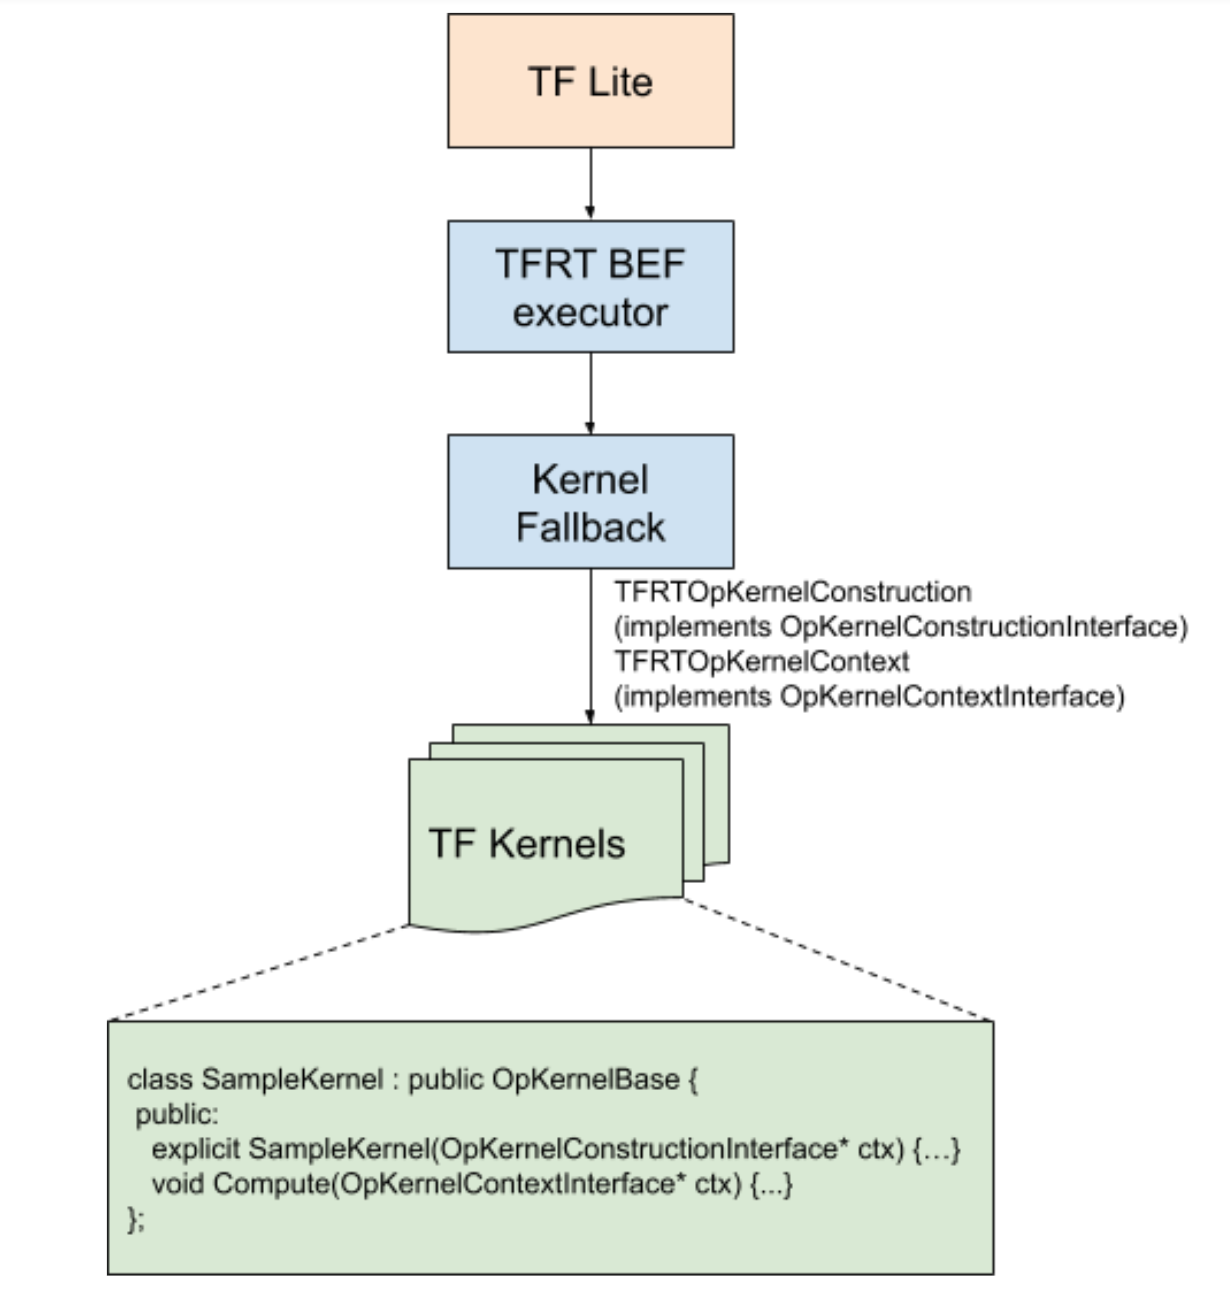 TF Lite
TFRT BEF
executor
Kernel
Fallback
TFRTOpKernelConstruction
(implements OpKernelConstructionInterface)
TFRTOpKernelContext
(implements OpKernelContextInterface)
TF Kernels
class SampleKernel : public OpKernelBase {
public:
explicit SampleKernel(OpKernelConstructionInterface* ctx) {...}
void Compute(OpKernelContextInterface* ctx) {...}
};